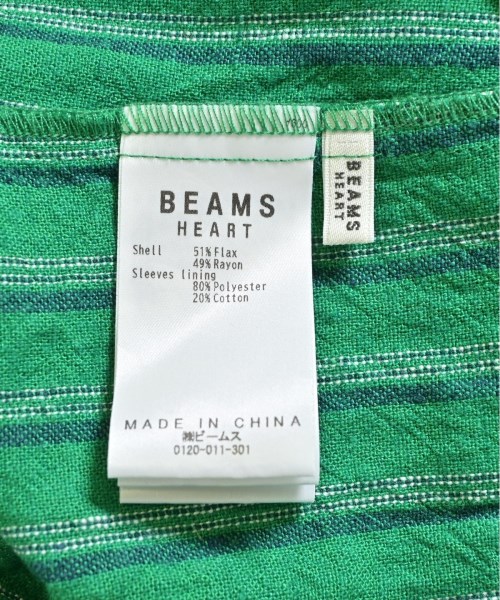 BEAMS
HEART
Shell 51% Flax
49% Rayon
Sleeves lining
80% Polyester
20% Cotton
MADE IN CHINA
㈱ビームス
0120-011-301
BEAMS
HEART